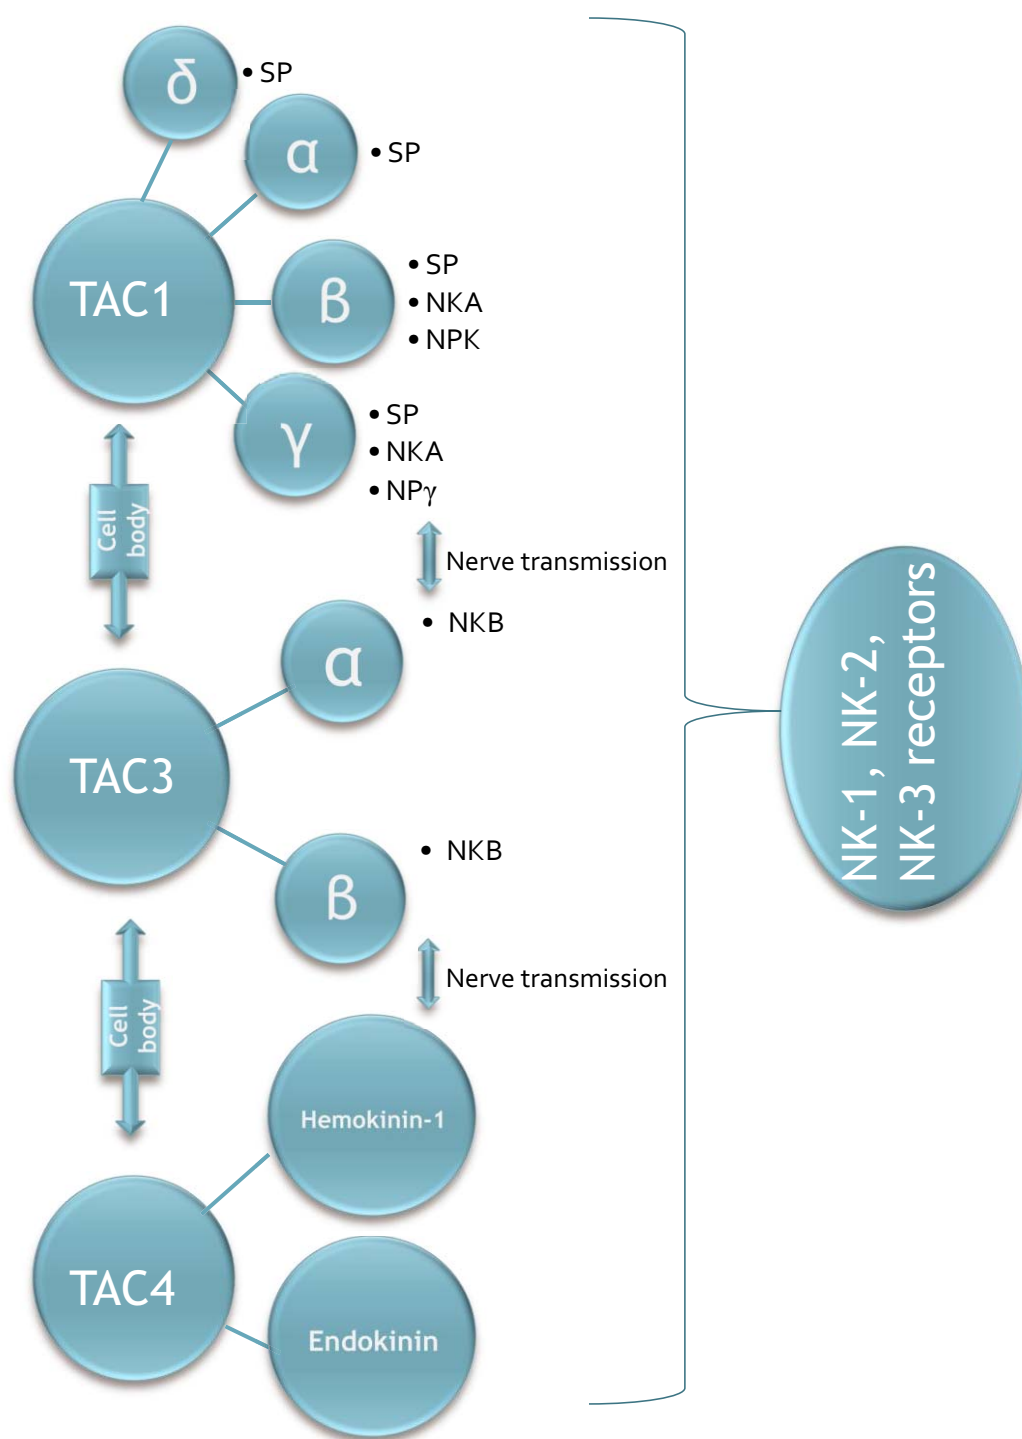 δ
• SP
α
• SP
TAC1
β
• SP
• NKA
• NPK
γ
• SP
• NKA
• NPγ
Cell
body
Nerve transmission
α
• NKB
TAC3
β
• NKB
Cell
body
Nerve transmission
Hemokinin-1
TAC4
Endokinin
NK-1, NK-2,
NK-3 receptors